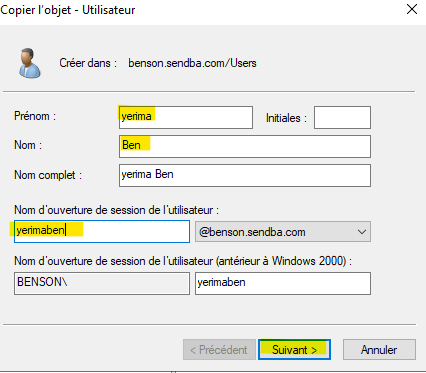 Copier l'objet - Utilisateur
Créer dans : benson.sendba.com/Users
Prénom : yerima Initiales :
Nom : Ben
Nom complet : yerima Ben
Nom d'ouverture de session de l'utilisateur :
yerimaben @benson.sendba.com
Nom d'ouverture de session de l'utilisateur (antérieur à Windows 2000) :
BENSON\ yerimaben
< Précédent Suivant > Annuler